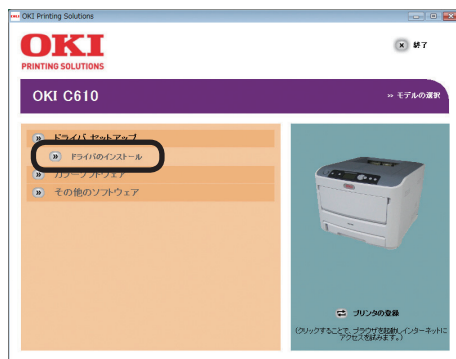 OKI Printing Solutions
OKI
PRINTING SOLUTIONS
終了
OKI C610
» モデルの選択
ドライバ セットアップ
ドライバのインストール
カラーソフトウェア
その他のソフトウェア
プリンタの登録
(クリックすることで、ブラウザを起動しインターネットに
アクセスを試みます。)